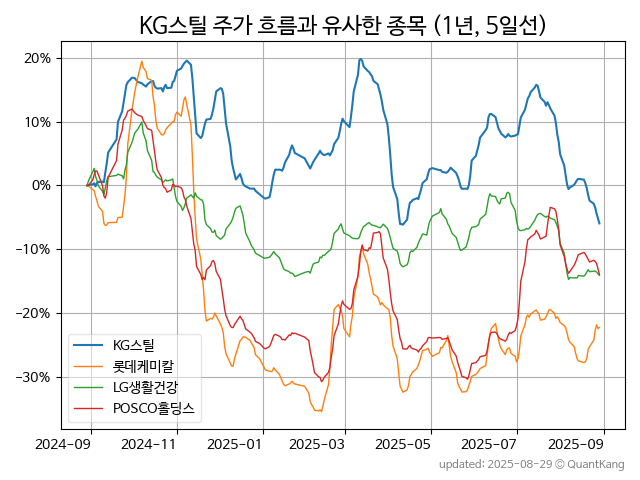 KG스틸 주가 흐름과 유사한 종목 (1년, 5일선)
20%
10%
0%
−10%
−20%
−30%
KG스틸
롯데케미칼
LG생활건강
POSCO홀딩스
2024-09 2024-11 2025-01 2025-03 2025-05 2025-07 2025-09
updated: 2025-08-29 © QuantKang